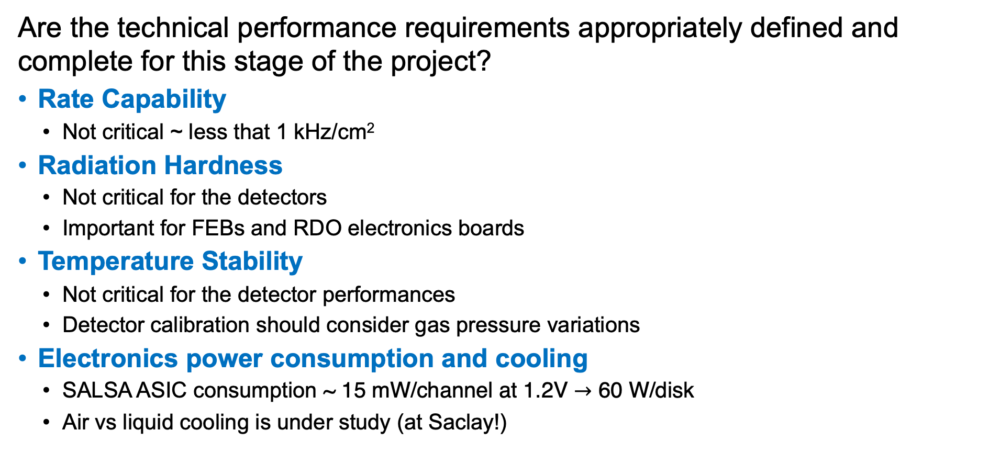 Are the technical performance requirements appropriately defined and
complete for this stage of the project?
• Rate Capability
• Not critical ~ less that 1 kHz/cm²
• Radiation Hardness
• Not critical for the detectors
• Important for FEBs and RDO electronics boards
• Temperature Stability
• Not critical for the detector performances
• Detector calibration should consider gas pressure variations
• Electronics power consumption and cooling
• SALSA ASIC consumption ~ 15 mW/channel at 1.2V → 60 W/disk
• Air vs liquid cooling is under study (at Saclay!)